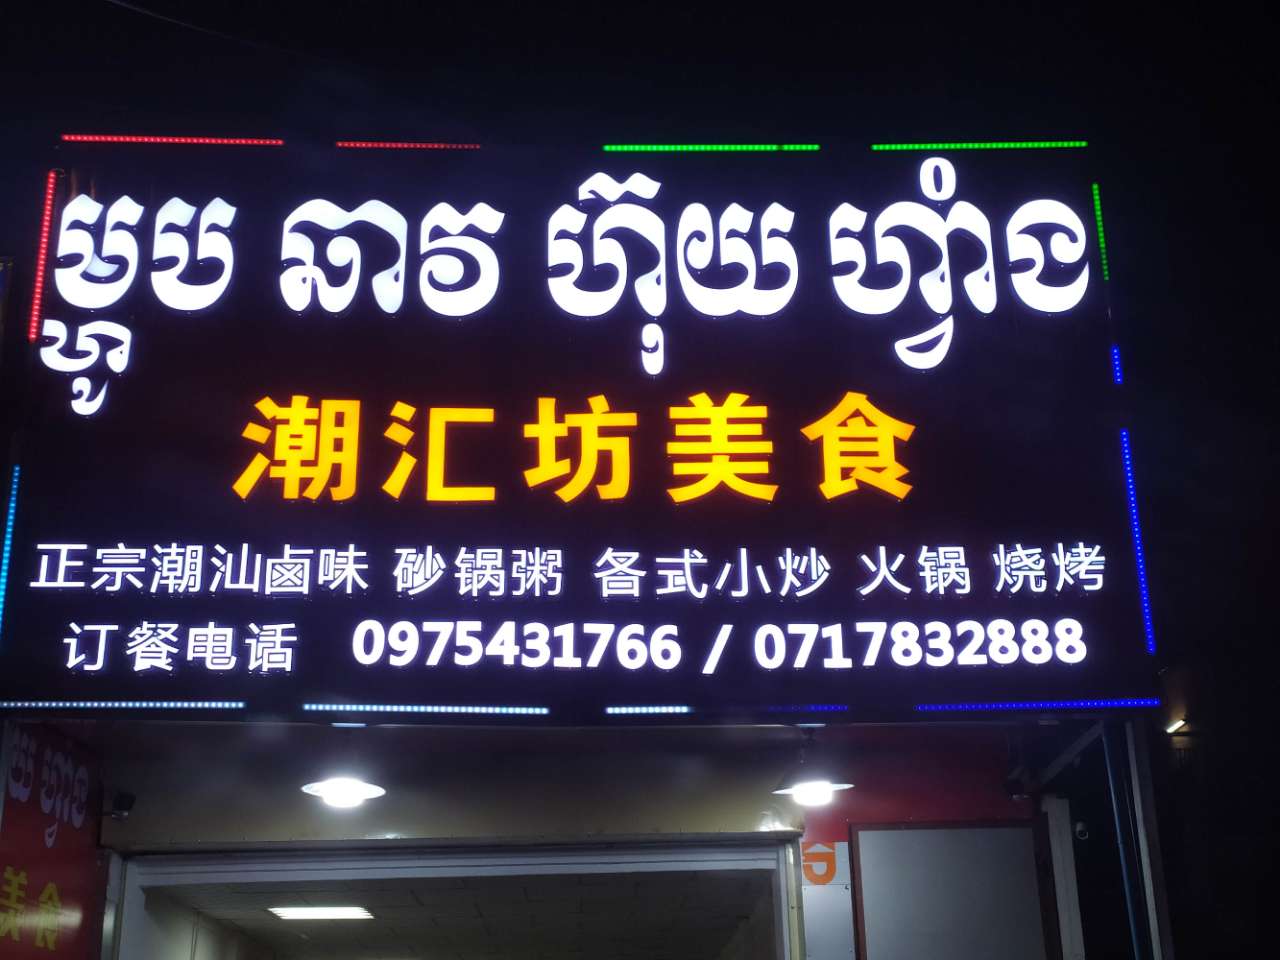 ម្ហូប ឆាវ ហ៊ុយ ហ្វាំង
潮汇坊美食
正宗潮汕卤味 砂锅粥 各式小炒 火锅 烧烤
订餐电话 0975431766 / 0717832888
美食